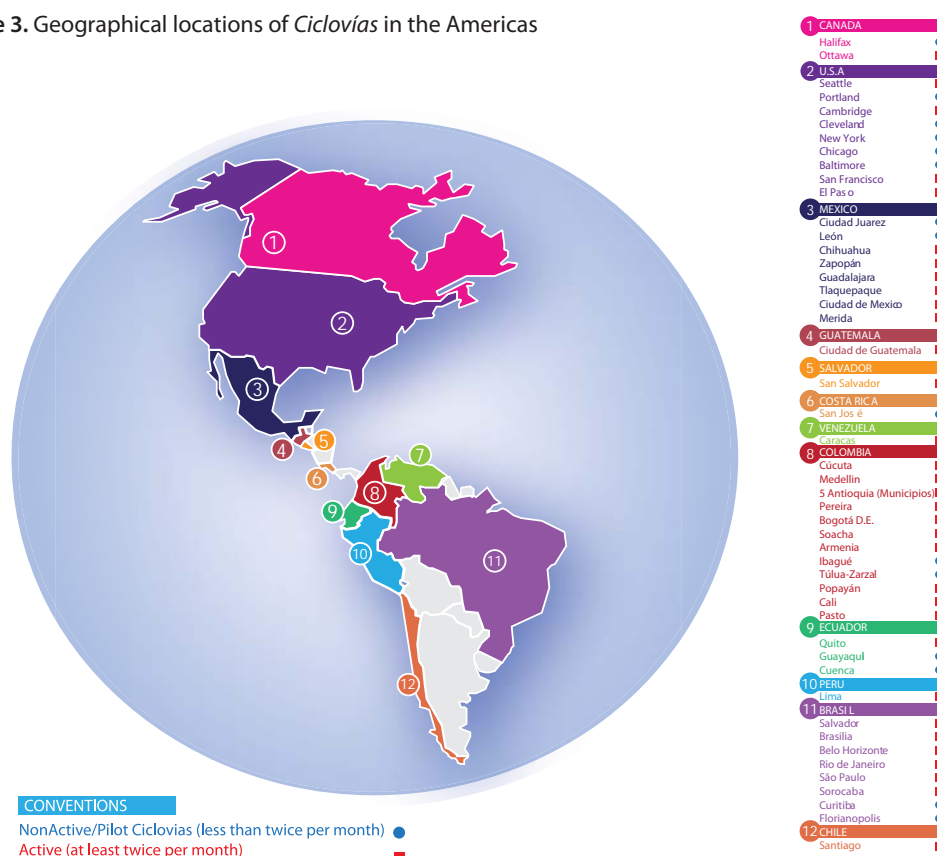 e 3. Geographical locations of Ciclovías in the Americas
1 CANADA
Halifax
Ottawa
2 U.S.A
Seattle
Portland
Cambridge
Cleveland
New York
Chicago
Baltimore
San Francisco
El Pas o
3 MEXICO
Ciudad Juarez
León
Chihuahua
Zapopán
Guadalajara
Tlaquepaque
Ciudad de Mexico
Merida
4 GUATEMALA
Ciudad de Guatemala
5 SALVADOR
San Salvador
6 COSTA RIC A
San Jos é
7 VENEZUELA
Caracas
8 COLOMBIA
Cúcuta
Medellin
5 Antioquia (Municipios)
Pereira
Bogotá D.E.
Soacha
Armenia
Ibagué
Túlua-Zarzal
Popayán
Cali
Pasto
9 ECUADOR
Quito
Guayaqul
Cuenca
10 PERU
Lima
11 BRASI L
Salvador
Brasilia
Belo Horizonte
Rio de Janeiro
São Paulo
Sorocaba
Curitiba
Florianopolis
12 CHILE
Santiago
1
2
3
4
5
6
7
8
9
10
11
12
CONVENTIONS
NonActive/Pilot Ciclovias (less than twice per month)
Active (at least twice per month)